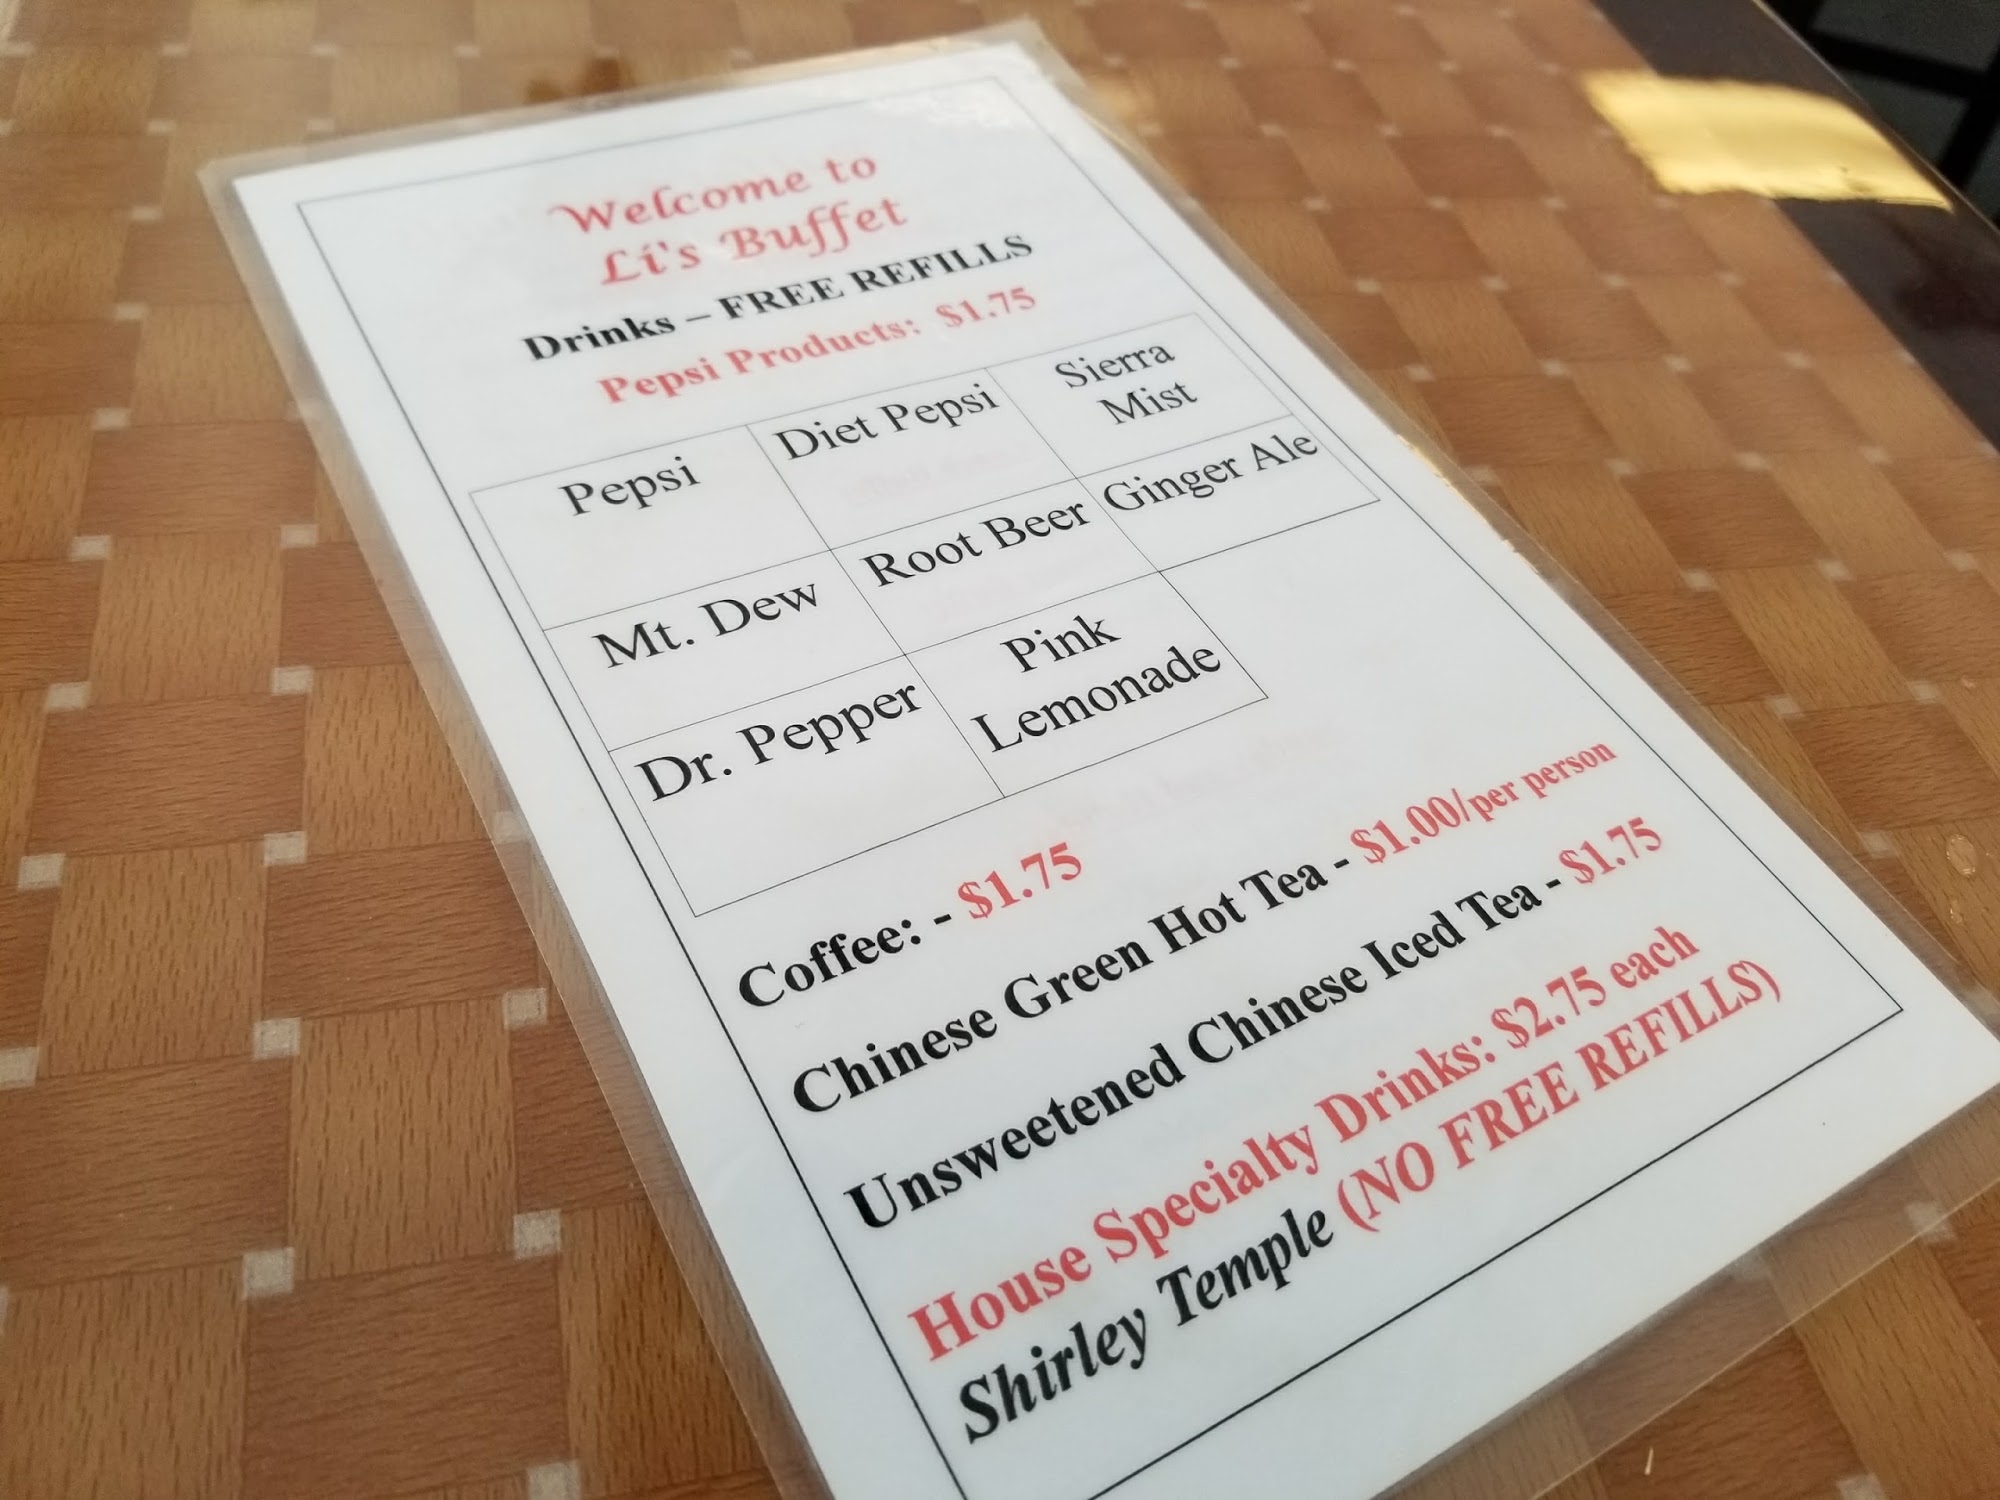 Welcome to
Li's Buffet
Drinks – FREE REFILLS
Pepsi Products: $1.75
Pepsi
Diet Pepsi
Sierra
Mist
Mt. Dew
Root Beer
Ginger Ale
Dr. Pepper
Pink
Lemonade
Coffee: - $1.75
Chinese Green Hot Tea - $1.00/per person
Unsweetened Chinese Iced Tea - $1.75
House Specialty Drinks: $2.75 each
Shirley Temple (NO FREE REFILLS)